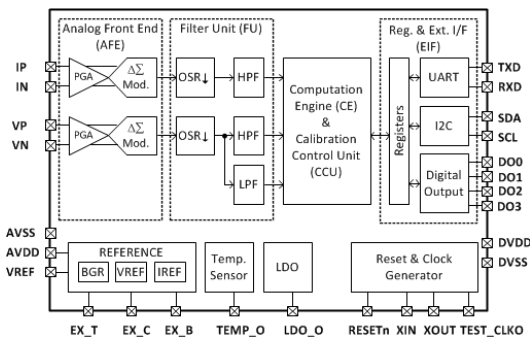 Analog Front End (AFE)
Filter Unit (FU)
Reg. & Ext. I/F (EIF)
IP
IN
PGA
ΔΣ Mod.
OSR↓
HPF
VP
VN
PGA
ΔΣ Mod.
OSR↓
HPF
LPF
Computation
Engine (CE)
&
Calibration
Control Unit
(CCU)
Registers
UART
I2C
Digital
Output
TXD
RXD
SDA
SCL
DO0
DO1
DO2
DO3
AVSS
AVDD
VREF
REFERENCE
BGR
VREF
IREF
Temp.
Sensor
LDO
Reset & Clock
Generator
DVDD
DVSS
EX_T
EX_C
EX_B
TEMP_O
LDO_O
RESETn
XIN
XOUT
TEST_CLKO